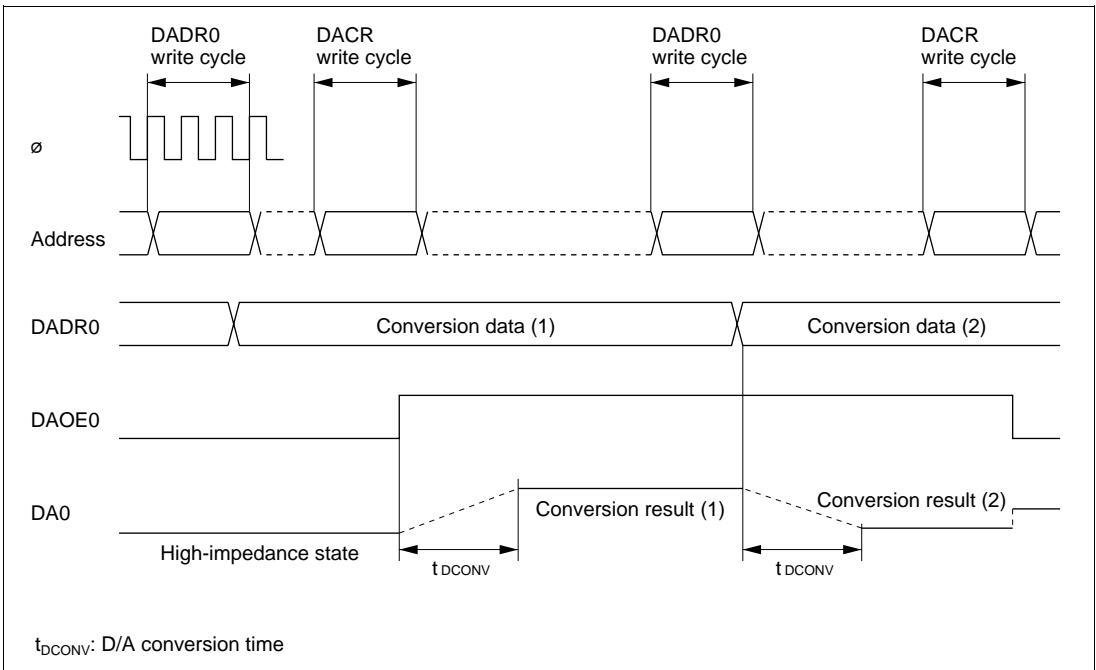 DADR0
write cycle
DACR
write cycle
DADR0
write cycle
DACR
write cycle
ø
Address
DADR0
Conversion data (1)
Conversion data (2)
DAOE0
DA0
Conversion result (1)
Conversion result (2)
High-impedance state
t DCONV
t DCONV
tDCONV: D/A conversion time